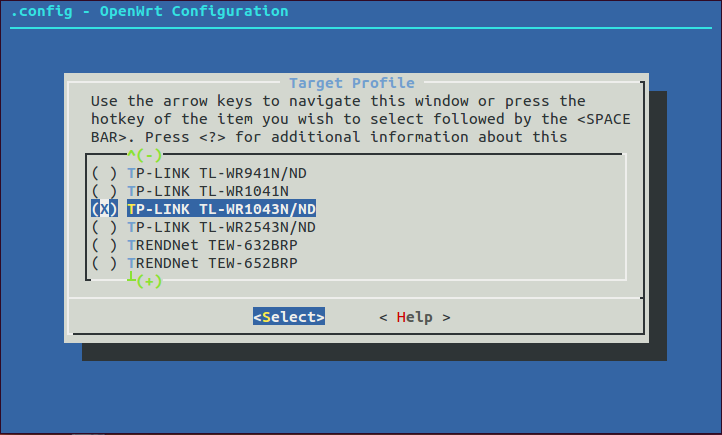 .config - OpenWrt Configuration
Target Profile
Use the arrow keys to navigate this window or press the
hotkey of the item you wish to select followed by the <SPACE
BAR>. Press <?> for additional information about this
^(-)
( ) TP-LINK TL-WR941N/ND
( ) TP-LINK TL-WR1041N
(X) TP-LINK TL-WR1043N/ND
( ) TP-LINK TL-WR2543N/ND
( ) TRENDNet TEW-632BRP
( ) TRENDNet TEW-652BRP
┴(+)
<Select> < Help >